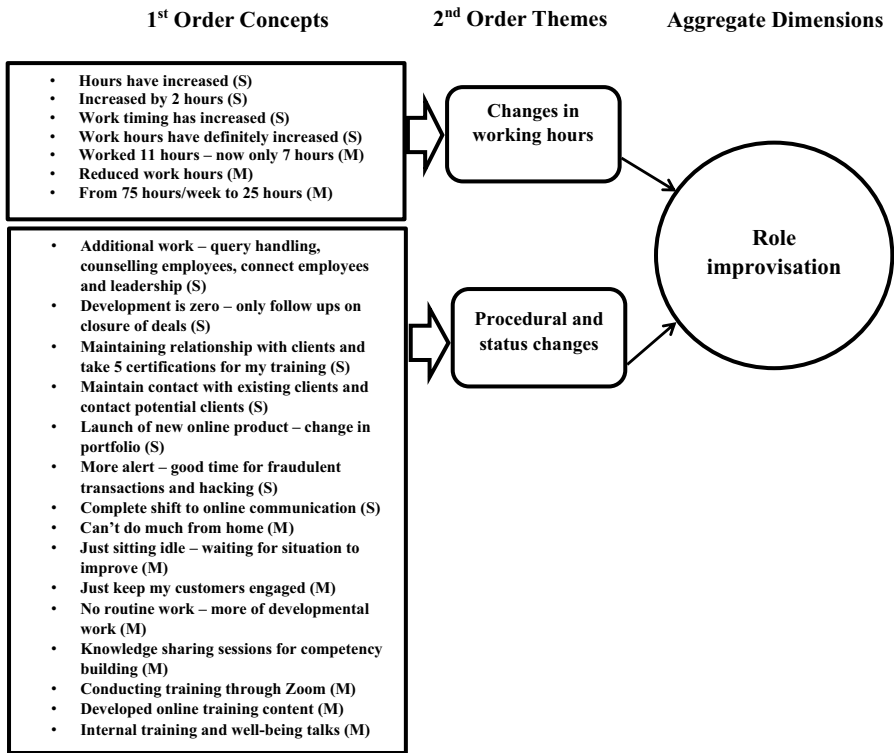 1st Order Concepts 2nd Order Themes Aggregate Dimensions
• Hours have increased (S)
• Increased by 2 hours (S)
• Work timing has increased (S)
• Work hours have definitely increased (S)
• Worked 11 hours – now only 7 hours (M)
• Reduced work hours (M)
• From 75 hours/week to 25 hours (M)
Changes in
working hours
• Additional work – query handling,
counselling employees, connect employees
and leadership (S)
• Development is zero – only follow ups on
closure of deals (S)
• Maintaining relationship with clients and
take 5 certifications for my training (S)
• Maintain contact with existing clients and
contact potential clients (S)
• Launch of new online product – change in
portfolio (S)
• More alert – good time for fraudulent
transactions and hacking (S)
• Complete shift to online communication (S)
• Can’t do much from home (M)
• Just sitting idle – waiting for situation to
improve (M)
• Just keep my customers engaged (M)
• No routine work – more of developmental
work (M)
• Knowledge sharing sessions for competency
building (M)
• Conducting training through Zoom (M)
• Developed online training content (M)
• Internal training and well-being talks (M)
Procedural and
status changes
Role
improvisation